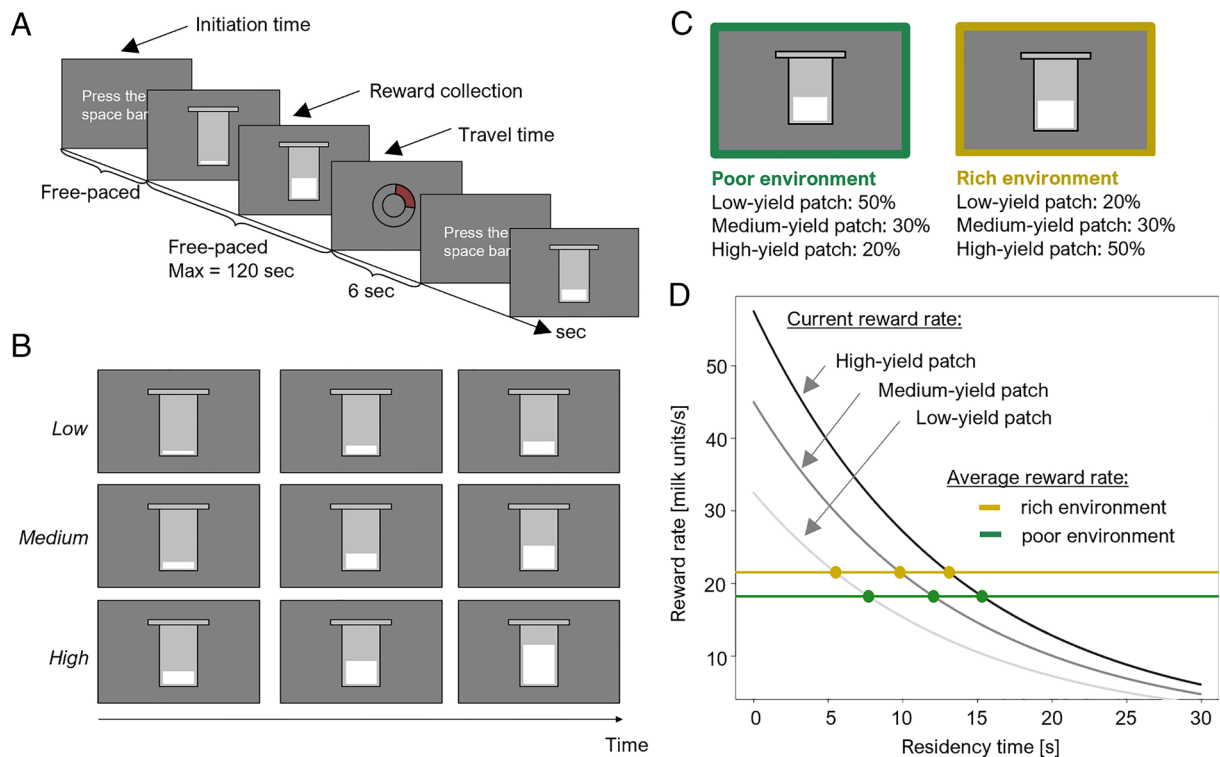 A
Initiation time
Press the
space bar
Reward collection
Travel time
Free-paced
Free-paced
Max = 120 sec
6 sec
Press the
space bar
sec
B
Low
Medium
High
Time
C
Poor environment
Low-yield patch: 50%
Medium-yield patch: 30%
High-yield patch: 20%
Rich environment
Low-yield patch: 20%
Medium-yield patch: 30%
High-yield patch: 50%
D
Current reward rate:
High-yield patch
Medium-yield patch
Low-yield patch
Average reward rate:
rich environment
poor environment
Reward rate [milk units/s]
50
40
30
20
10
0
5
10
15
20
25
30
Residency time [s]